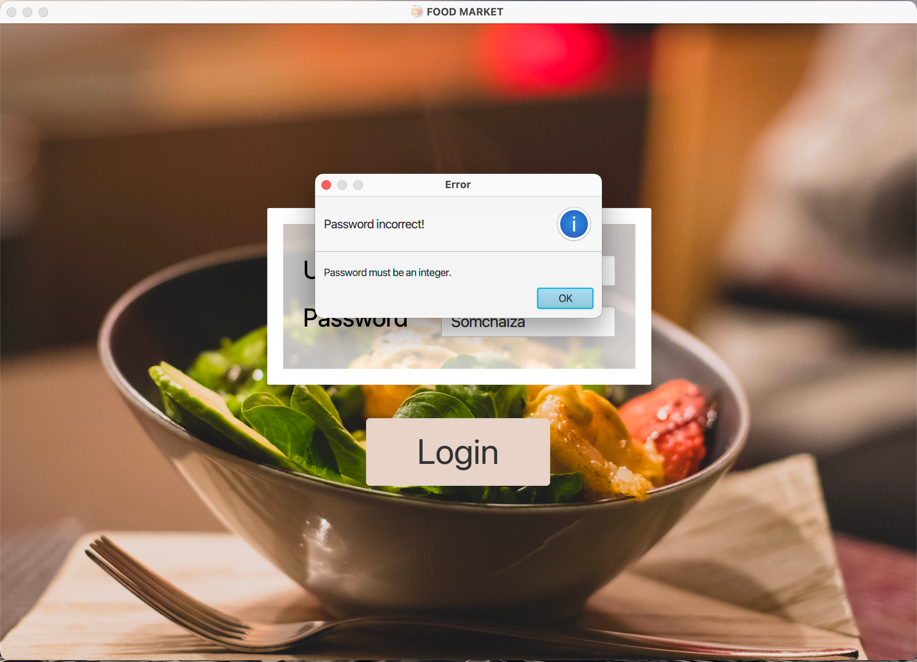 FOOD MARKET
Error
Password incorrect!
Password must be an integer.
OK
U
Password
Somchaiza
Login